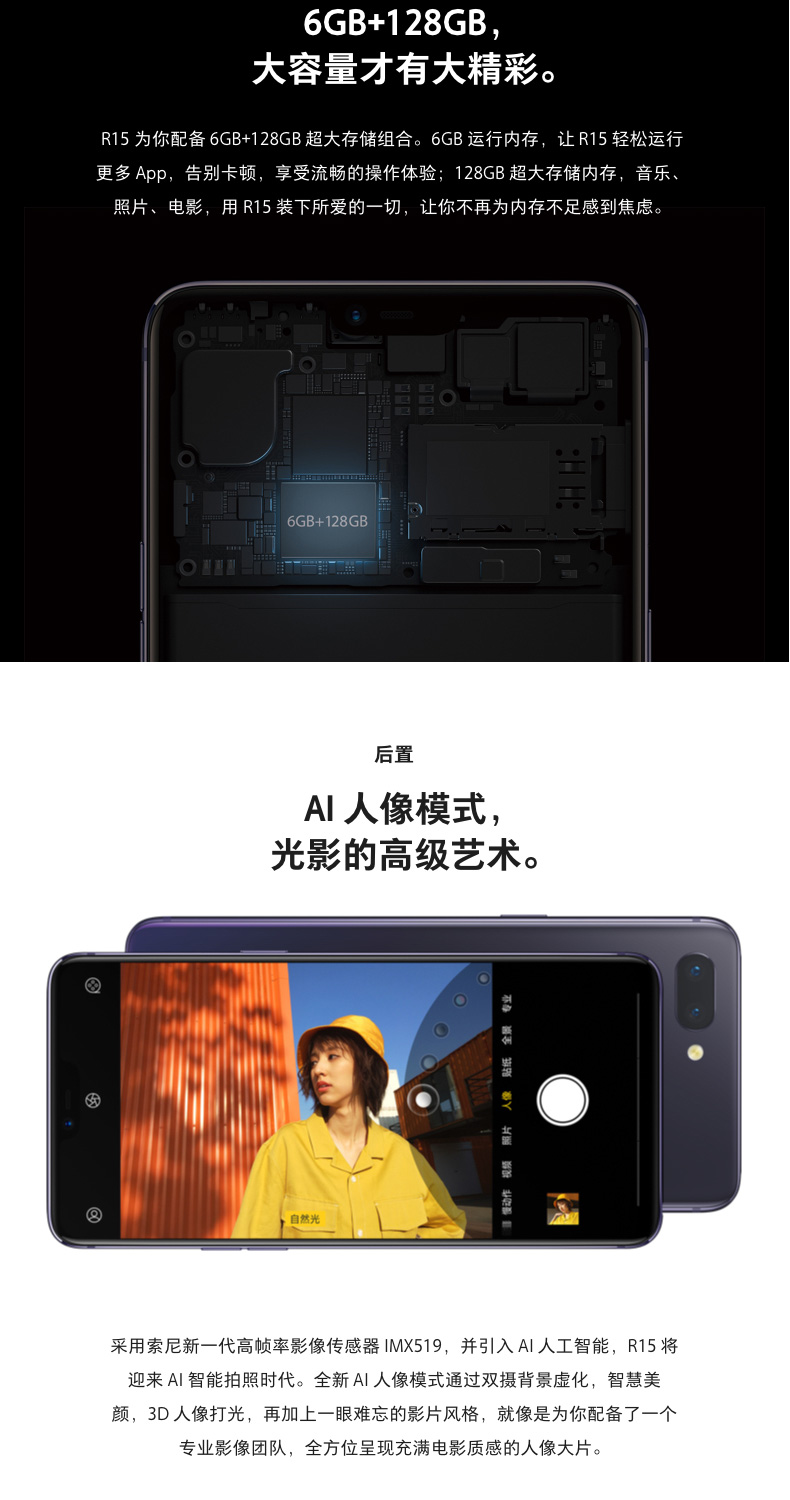 6GB+128GB，
大容量才有大精彩。
R15 为你配备 6GB+128GB 超大存储组合。6GB 运行内存，让 R15 轻松运行
更多 App，告别卡顿，享受流畅的操作体验；128GB 超大存储内存，音乐、
照片、电影，用 R15 装下所爱的一切，让你不再为内存不足感到焦虑。
6GB+128GB
后置
AI 人像模式，
光影的高级艺术。
专业
全景
贴纸
人像
照片
视频
慢动作
自然光
采用索尼新一代高帧率影像传感器 IMX519，并引入 AI 人工智能，R15 将
迎来 AI 智能拍照时代。全新 AI 人像模式通过双摄背景虚化，智慧美
颜，3D 人像打光，再加上一眼难忘的影片风格，就像是为你配备了一个
专业影像团队，全方位呈现充满电影质感的人像大片。